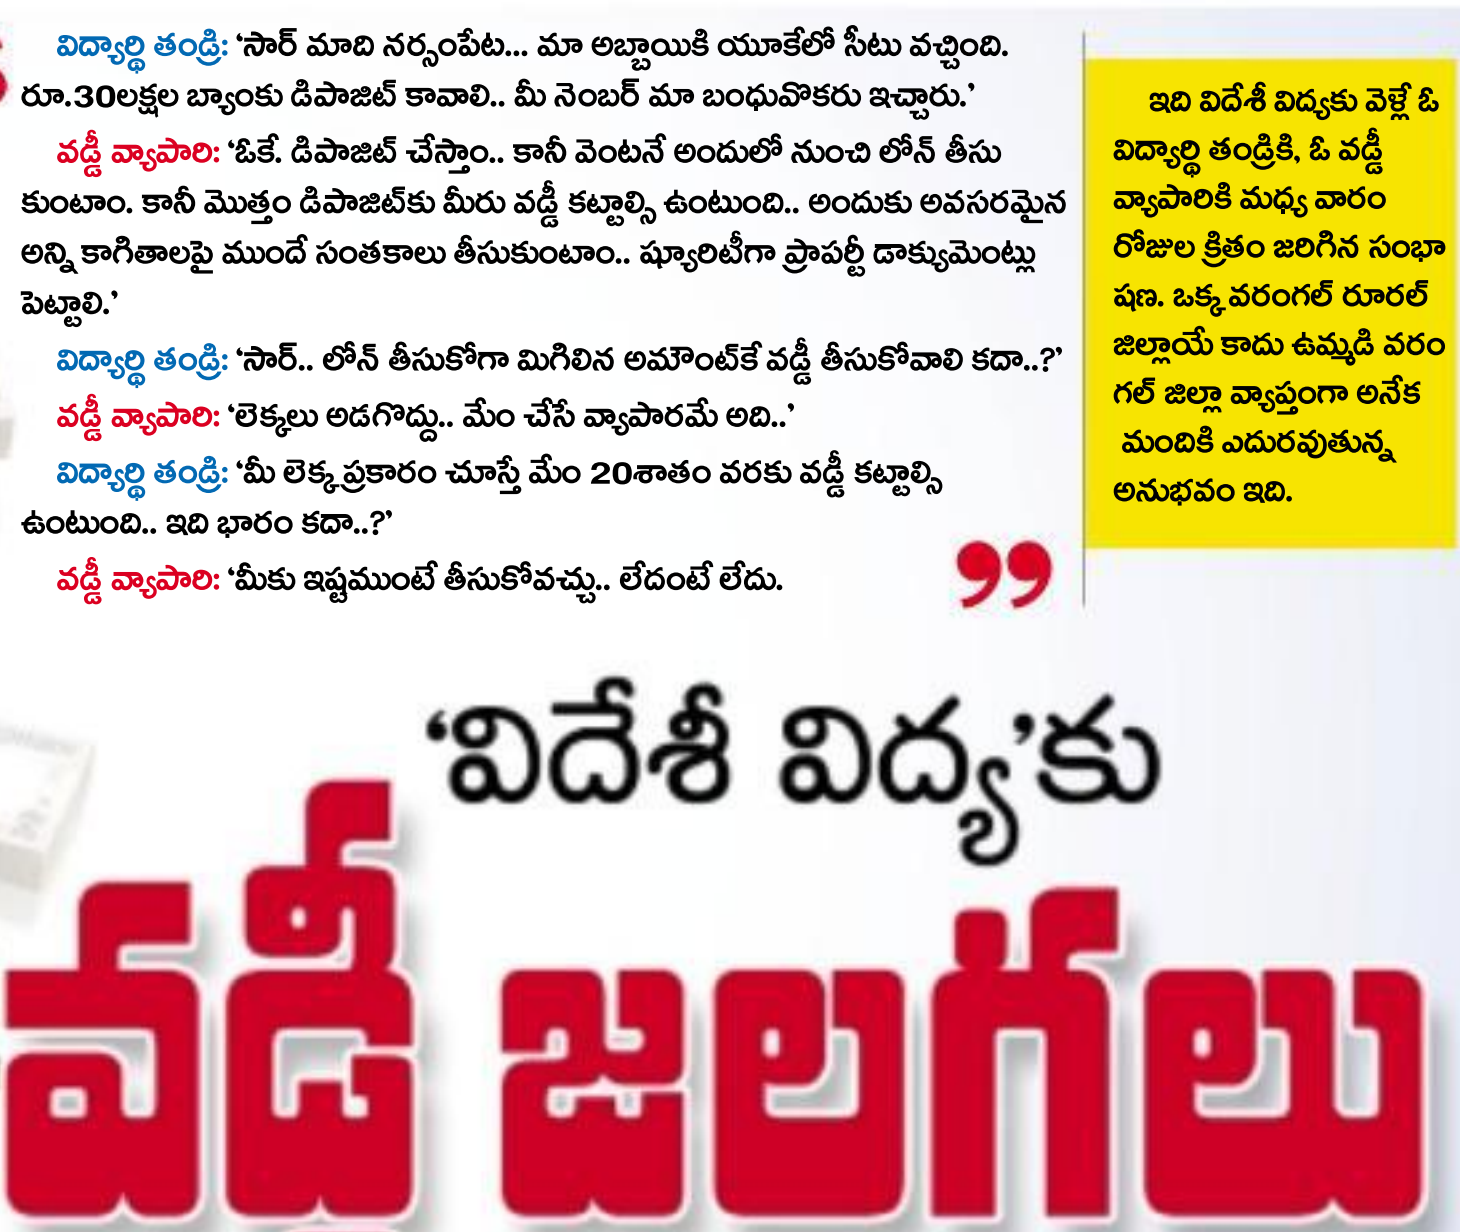 విద్యార్థి తండ్రి: ‘సార్ మాది నర్సంపేట... మా అబ్బాయికి యూకేలో సీటు వచ్చింది.
రూ.30లక్షల బ్యాంకు డిపాజిట్ కావాలి.. మీ నెంబర్ మా బంధువొకరు ఇచ్చారు.’
వడ్డీ వ్యాపారి: ‘ఓకే. డిపాజిట్ చేస్తాం.. కానీ వెంటనే అందులో నుంచి లోన్ తీసు
కుంటాం. కానీ మొత్తం డిపాజిట్‌కు మీరు వడ్డీ కట్టాల్సి ఉంటుంది.. అందుకు అవసరమైన
అన్ని కాగితాలపై ముందే సంతకాలు తీసుకుంటాం.. ష్యూరిటీగా ప్రాపర్టీ డాక్యుమెంట్లు
పెట్టాలి.’
విద్యార్థి తండ్రి: ‘సార్.. లోన్ తీసుకోగా మిగిలిన అమౌంట్‌కే వడ్డీ తీసుకోవాలి కదా..?’
వడ్డీ వ్యాపారి: ‘లెక్కలు అడగొద్దు.. మేం చేసే వ్యాపారమే అది..’
విద్యార్థి తండ్రి: ‘మీ లెక్క ప్రకారం చూస్తే మేం 20శాతం వరకు వడ్డీ కట్టాల్సి
ఉంటుంది.. ఇది భారం కదా..?’
వడ్డీ వ్యాపారి: ‘మీకు ఇష్టముంటే తీసుకోవచ్చు.. లేదంటే లేదు.
”
ఇది విదేశీ విద్యకు వెళ్లే ఓ
విద్యార్థి తండ్రికి, ఓ వడ్డీ
వ్యాపారికి మధ్య వారం
రోజుల క్రితం జరిగిన సంభా
షణ. ఒక్క వరంగల్ రూరల్
జిల్లాయే కాదు ఉమ్మడి వరం
గల్ జిల్లా వ్యాప్తంగా అనేక
మందికి ఎదురవుతున్న
అనుభవం ఇది.
‘విదేశీ విద్య’కు
వడ్డీ జలగలు